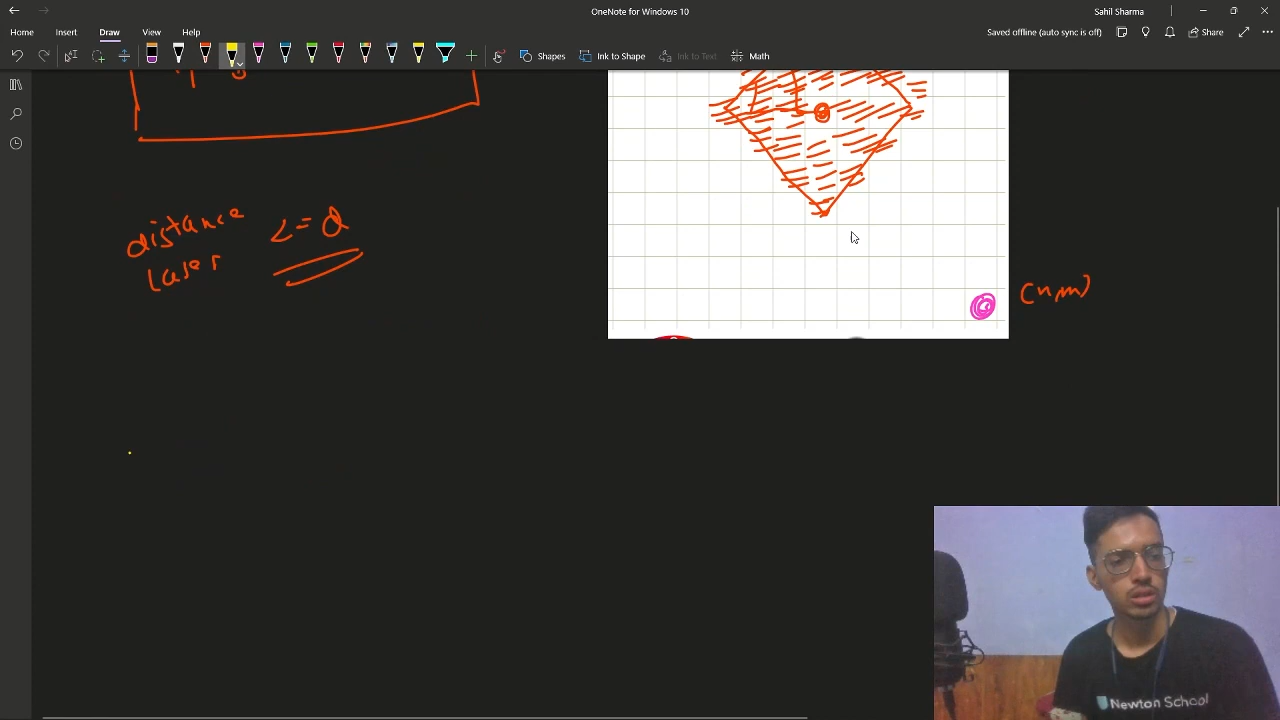 OneNote for Windows 10
Sahil Sharma
Home Insert Draw View Help
Saved offline (auto sync is off)
Share
Shapes
Ink to Shape
Ink to Text
Math
distance <= d
laser
(n,m)
Newton School